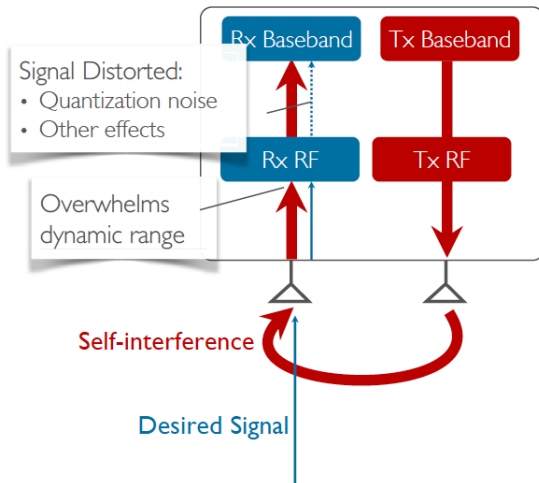 Rx Baseband
Tx Baseband
Signal Distorted:
• Quantization noise
• Other effects
Rx RF
Tx RF
Overwhelms
dynamic range
Self-interference
Desired Signal